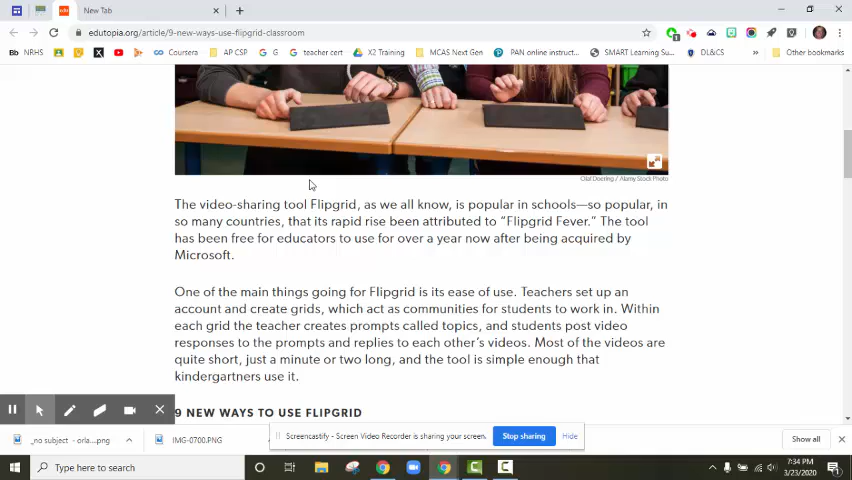 New Tab
edutopia.org/article/9-new-ways-use-flipgrid-classroom
Bb NRHS Coursera AP CSP G G teacher cert X2 Training MCAS Next Gen PAN online instruct... SMART Learning Su... DL&CS » Other bookmarks
Olaf Doering / Alamy Stock Photo
The video-sharing tool Flipgrid, as we all know, is popular in schools—so popular, in
so many countries, that its rapid rise been attributed to “Flipgrid Fever.” The tool
has been free for educators to use for over a year now after being acquired by
Microsoft.
One of the main things going for Flipgrid is its ease of use. Teachers set up an
account and create grids, which act as communities for students to work in. Within
each grid the teacher creates prompts called topics, and students post video
responses to the prompts and replies to each other’s videos. Most of the videos are
quite short, just a minute or two long, and the tool is simple enough that
kindergartners use it.
9 NEW WAYS TO USE FLIPGRID
_no subject - orla....png IMG-0700.PNG Screencastify - Screen Video Recorder is sharing your screen. Stop sharing Hide Show all
Type here to search
7:34 PM
3/23/2020